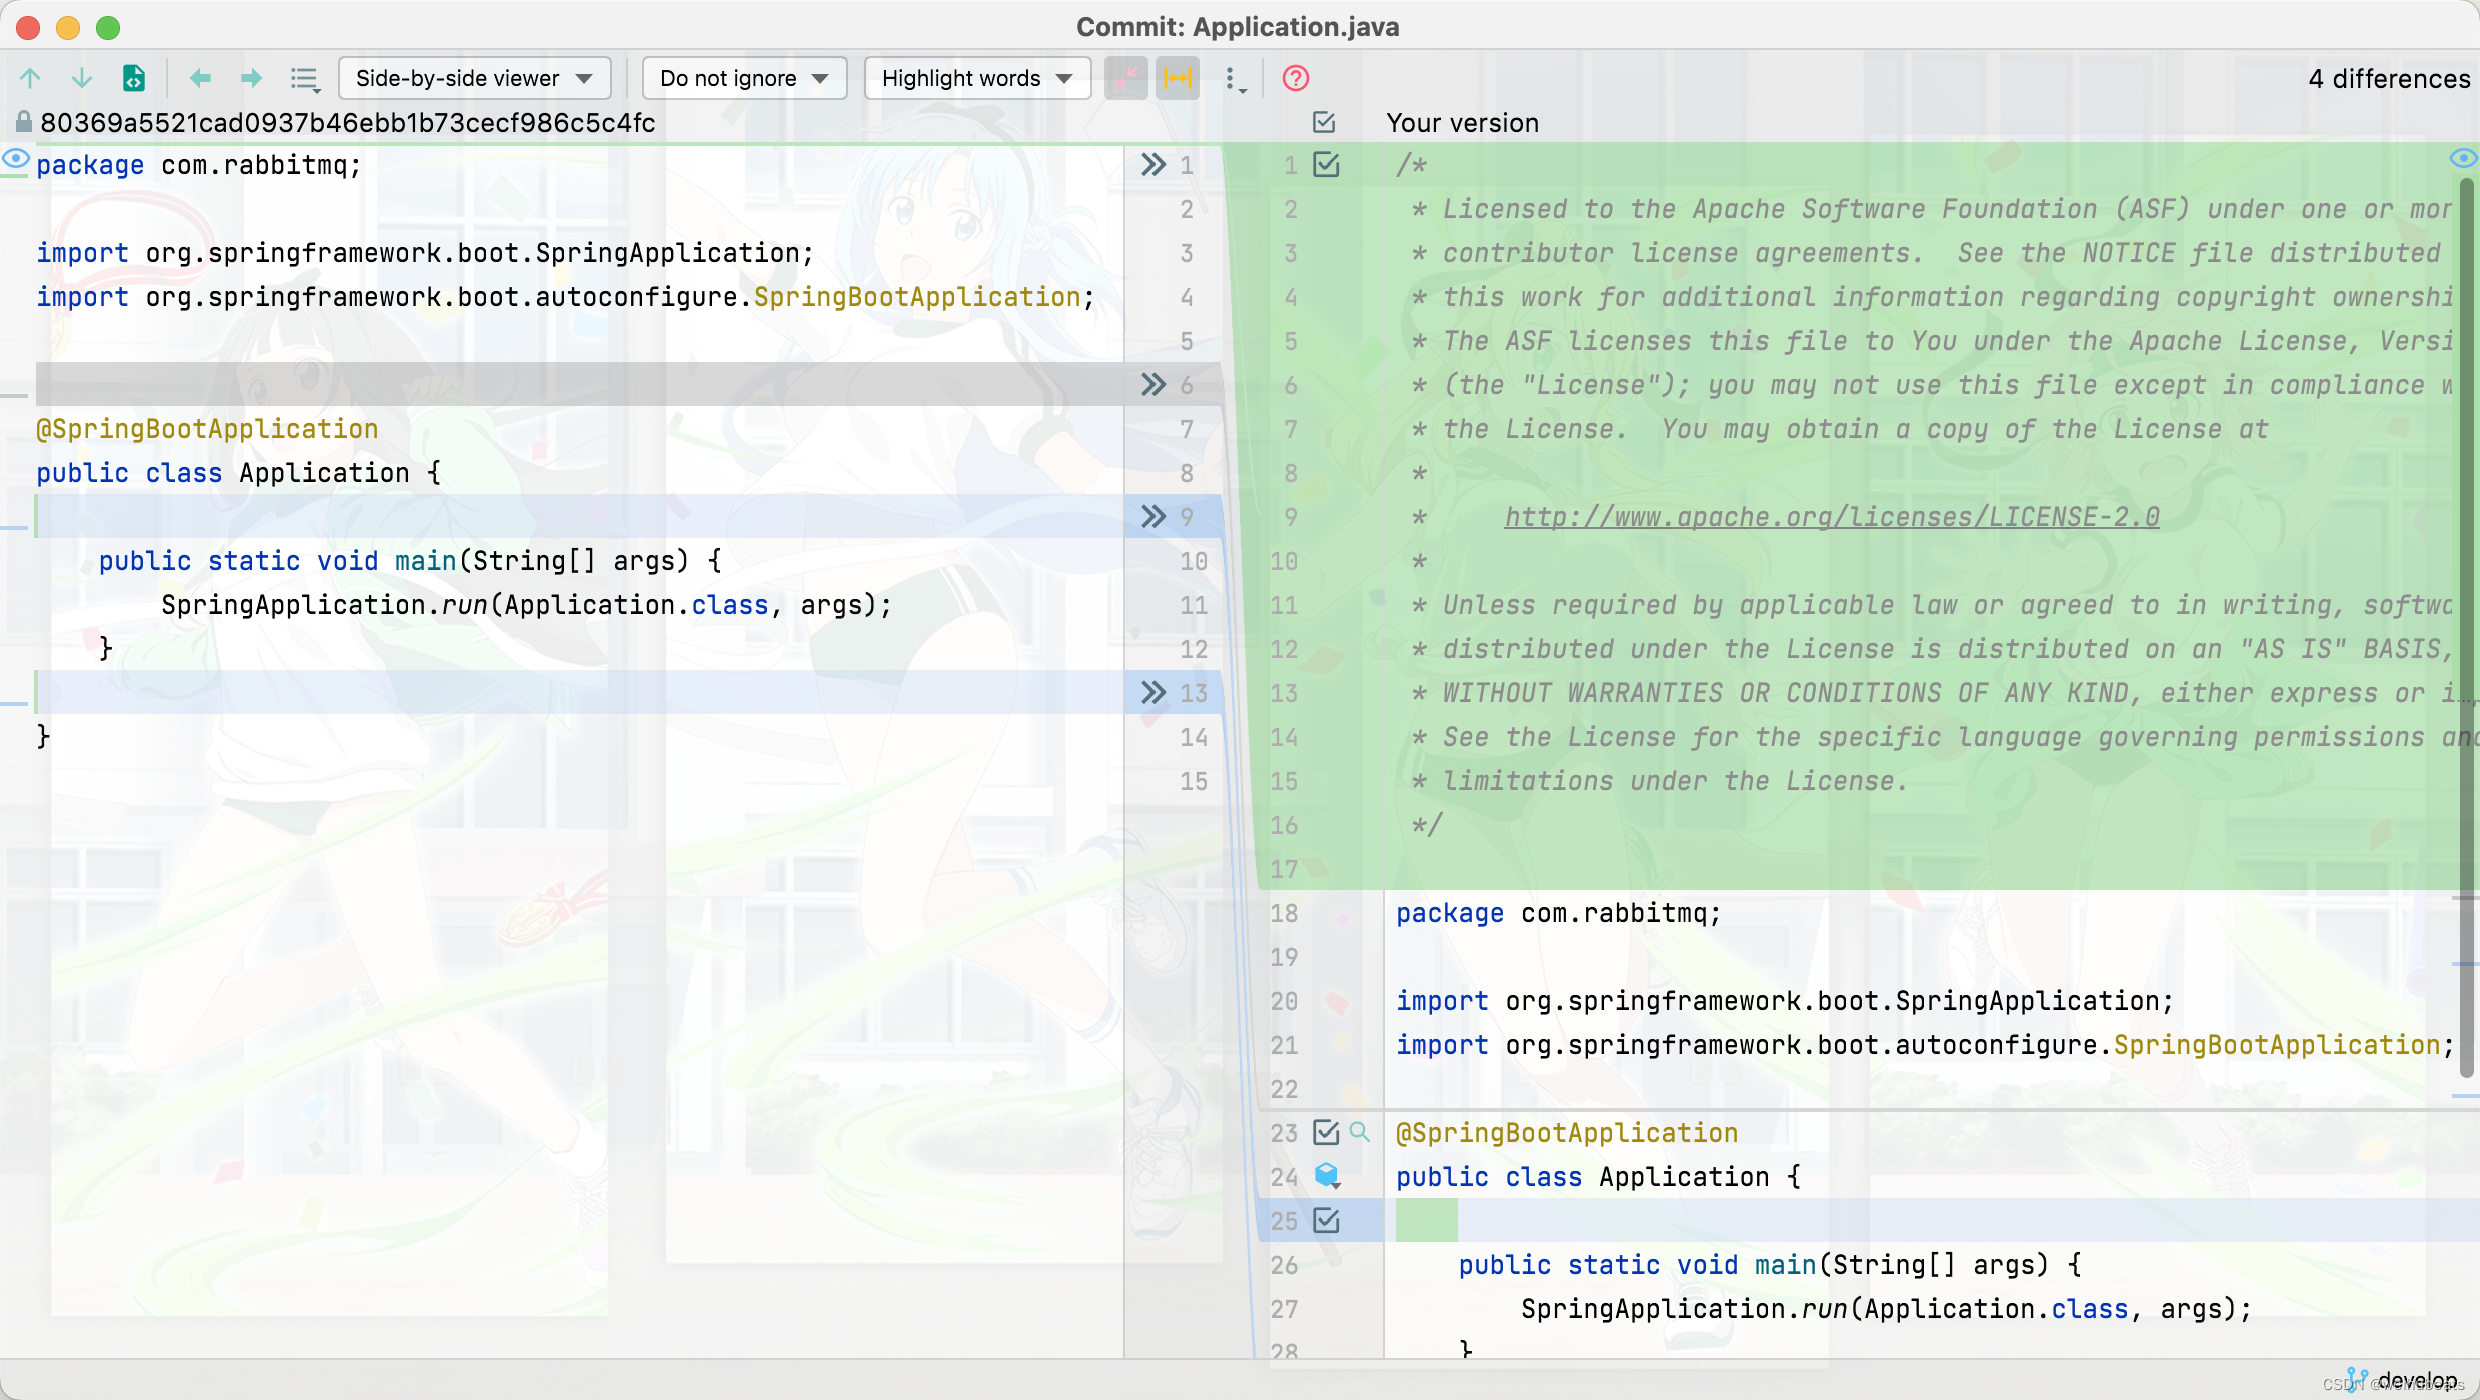 Commit: Application.java
Side-by-side viewer
Do not ignore
Highlight words
4 differences
80369a5521cad0937b46ebb1b73cecf986c5c4fc
Your version
package com.rabbitmq;
1
2
import org.springframework.boot.SpringApplication;
3
import org.springframework.boot.autoconfigure.SpringBootApplication;
4
5
6
@SpringBootApplication
7
public class Application {
8
9
public static void main(String[] args) {
10
SpringApplication.run(Application.class, args);
11
}
12
13
}
14
15
1 /*
2 * Licensed to the Apache Software Foundation (ASF) under one or mor
3 * contributor license agreements.  See the NOTICE file distributed
4 * this work for additional information regarding copyright ownershi
5 * The ASF licenses this file to You under the Apache License, Versi
6 * (the "License"); you may not use this file except in compliance w
7 * the License.  You may obtain a copy of the License at
8 *
9 *     http://www.apache.org/licenses/LICENSE-2.0
10 *
11 * Unless required by applicable law or agreed to in writing, softwa
12 * distributed under the License is distributed on an "AS IS" BASIS,
13 * WITHOUT WARRANTIES OR CONDITIONS OF ANY KIND, either express or
14 * See the License for the specific language governing permissions and
15 * limitations under the License.
16 */
17
18 package com.rabbitmq;
19
20 import org.springframework.boot.SpringApplication;
21 import org.springframework.boot.autoconfigure.SpringBootApplication;
22
23 @SpringBootApplication
24 public class Application {
25
26 public static void main(String[] args) {
27 SpringApplication.run(Application.class, args);
28 }
develop
CSDN